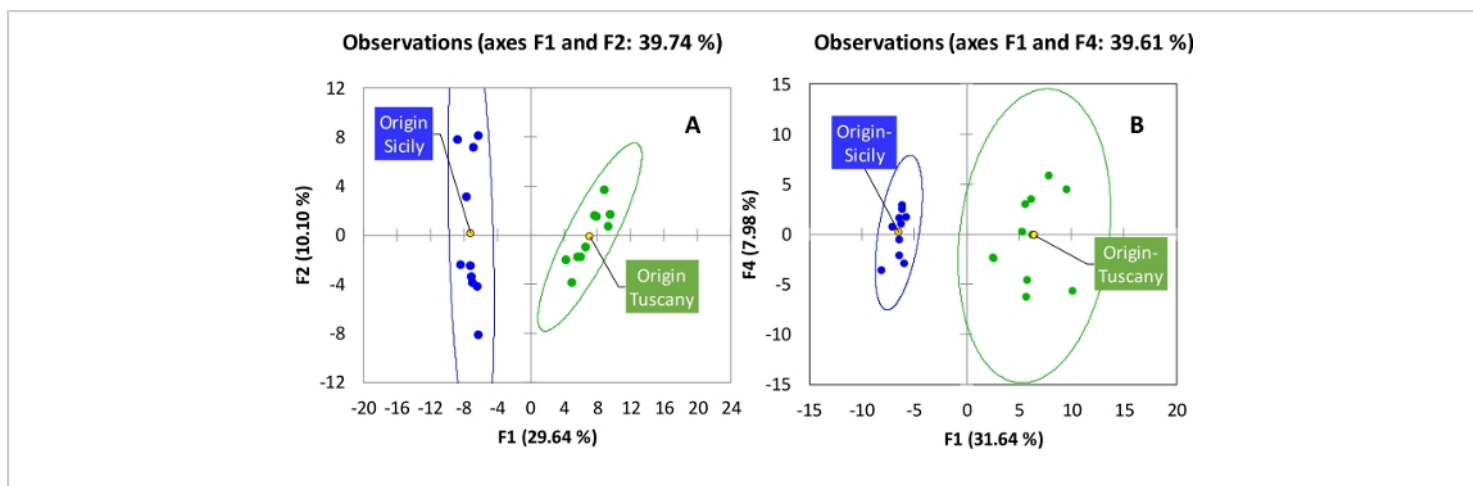 Observations (axes F1 and F2: 39.74 %)
12
8
4
0
-4
-8
-12
F2 (10.10 %)
Origin
Sicily
A
Origin
Tuscany
-20 -16 -12 -8 -4 0 4 8 12 16 20 24
F1 (29.64 %)
Observations (axes F1 and F4: 39.61 %)
15
10
5
0
-5
-10
-15
F4 (7.98 %)
Origin-
Sicily
B
Origin-
Tuscany
-15 -10 -5 0 5 10 15 20
F1 (31.64 %)